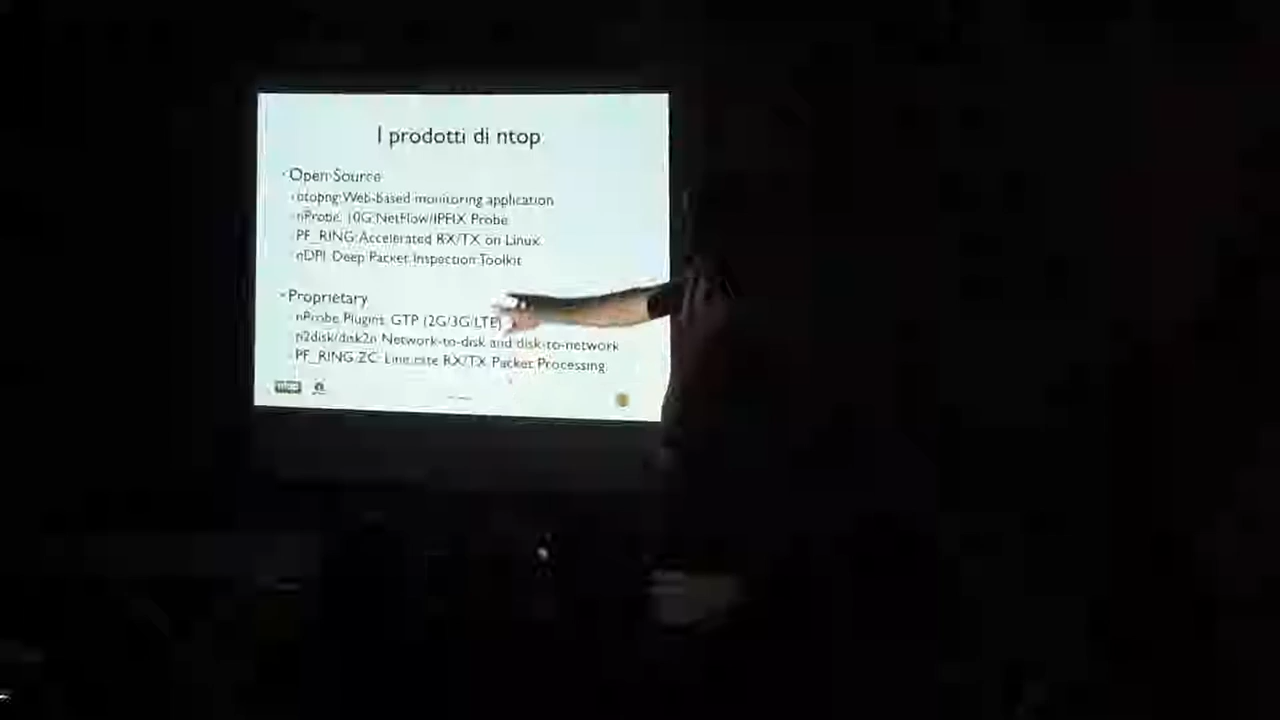 I prodotti di ntop
• Open Source
• ntopng: Web-based monitoring application
• nProbe: 10G NetFlow/IPFIX Probe
• PF_RING: Accelerated RX/TX on Linux
• nDPI: Deep Packet Inspection Toolkit
• Proprietary
• nProbe Plugins: GTP (2G/3G/LTE)
• n2disk/disk2n Network-to-disk and disk-to-network
• PF_RING ZC: Line rate RX/TX Packet Processing